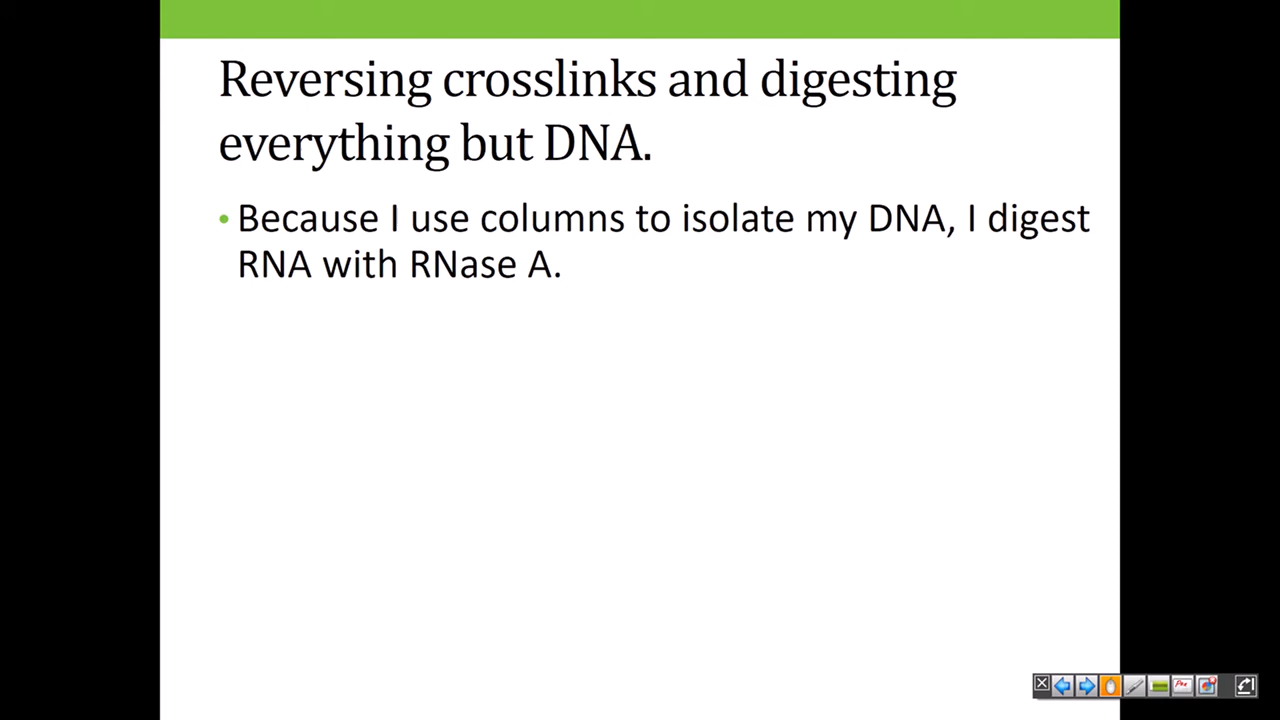 Reversing crosslinks and digesting
everything but DNA.
• Because I use columns to isolate my DNA, I digest
RNA with RNase A.